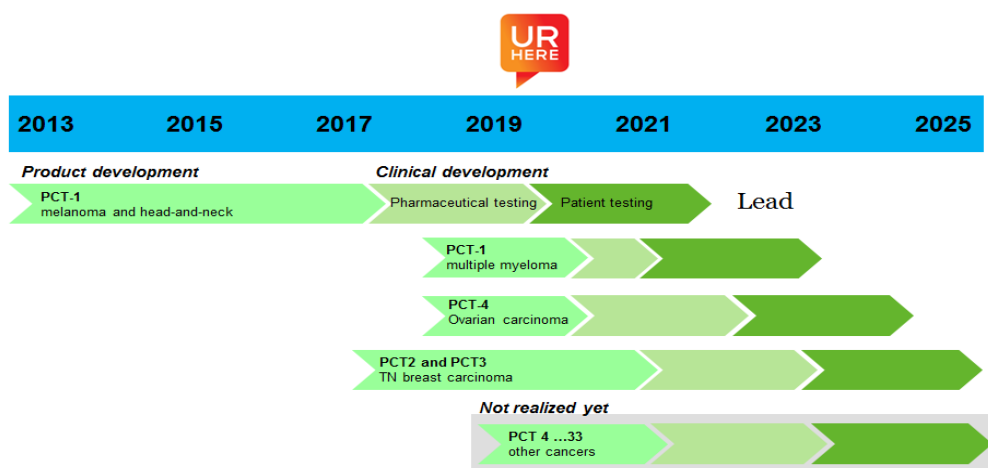 UR
HERE
2013 2015 2017 2019 2021 2023 2025
Product development Clinical development
PCT-1
melanoma and head-and-neck
Pharmaceutical testing
Patient testing
Lead
PCT-1
multiple myeloma
PCT-4
Ovarian carcinoma
PCT2 and PCT3
TN breast carcinoma
Not realized yet
PCT 4 ...33
other cancers